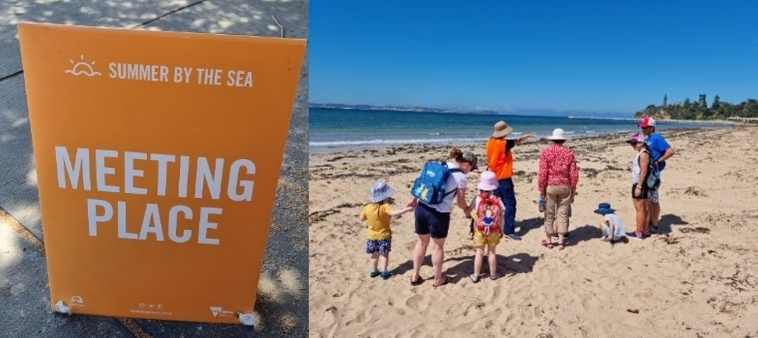 SUMMER BY THE SEA
MEETING
PLACE